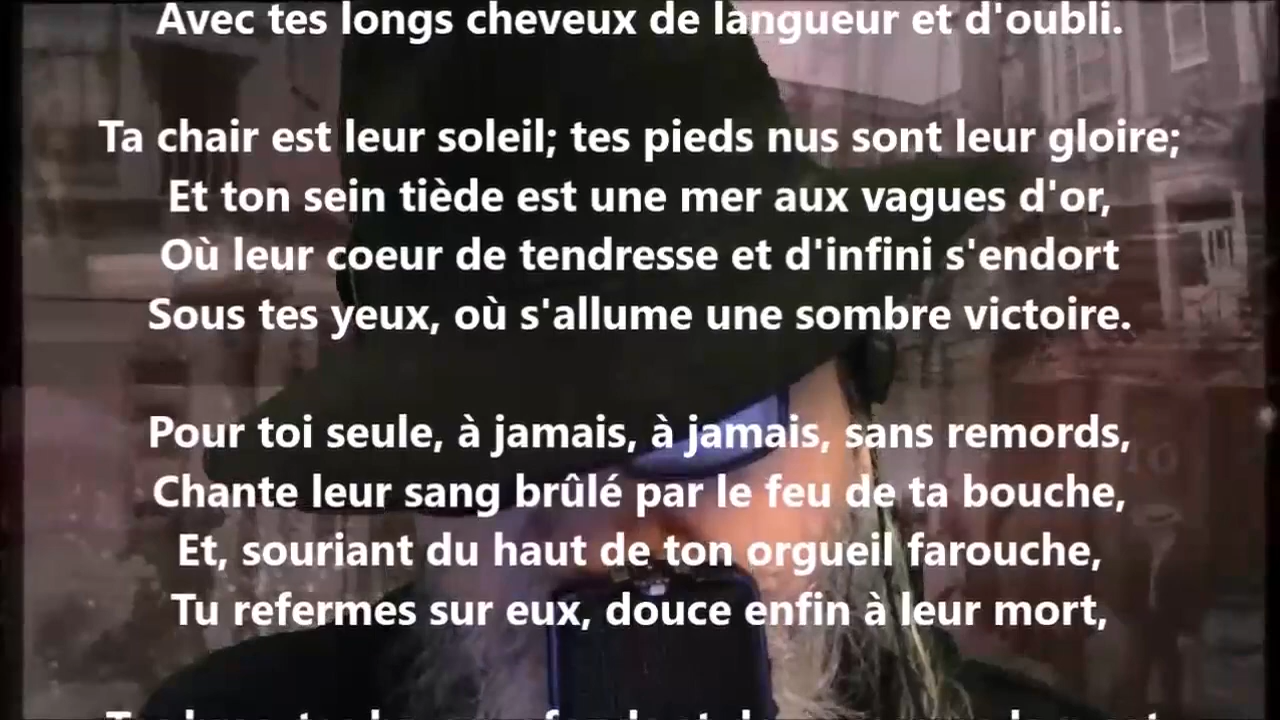 Avec tes longs cheveux de langueur et d'oubli.
Ta chair est leur soleil; tes pieds nus sont leur gloire;
Et ton sein tiède est une mer aux vagues d'or,
Où leur coeur de tendresse et d'infini s'endort
Sous tes yeux, où s'allume une sombre victoire.
Pour toi seule, à jamais, à jamais, sans remords,
Chante leur sang brûlé par le feu de ta bouche,
Et, souriant du haut de ton orgueil farouche,
Tu refermes sur eux, douce enfin à leur mort,
10